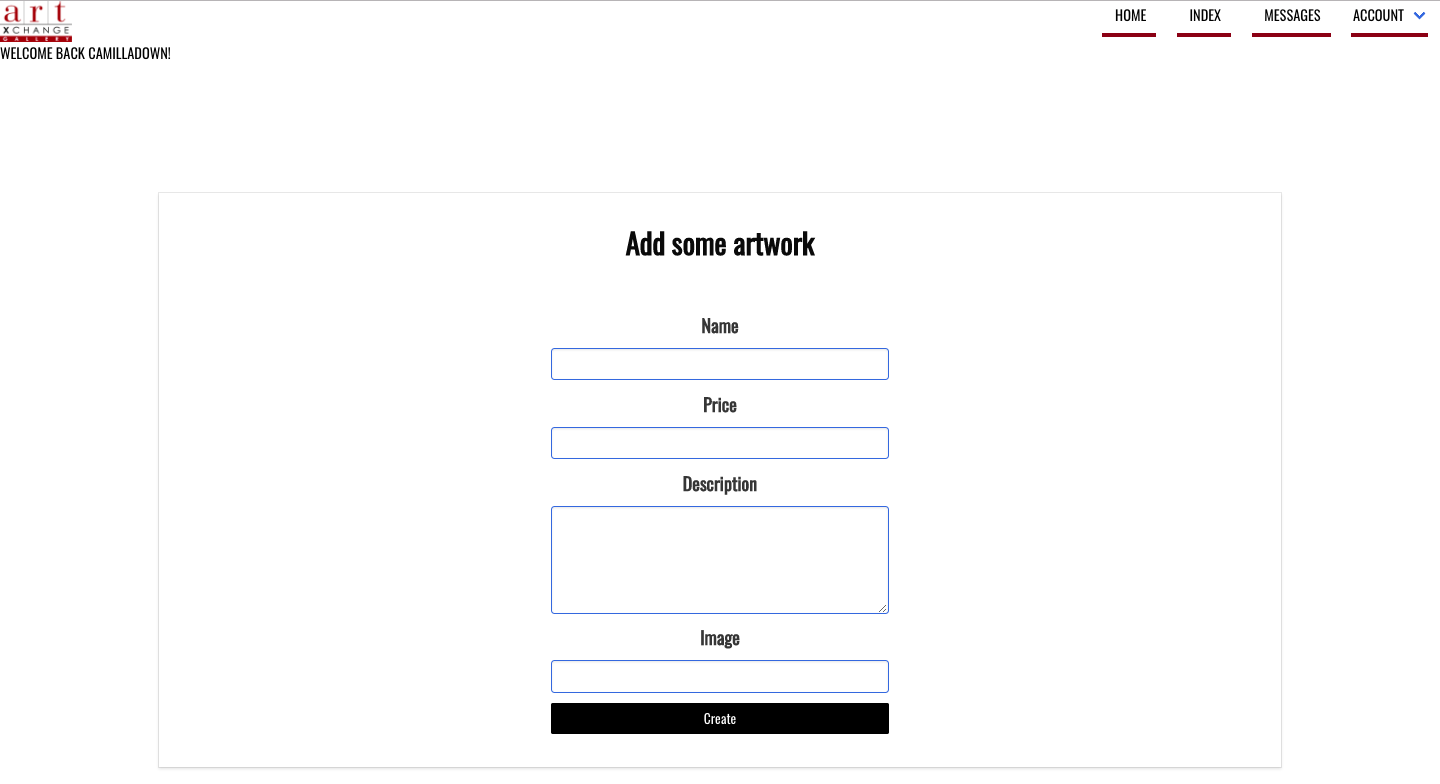 art
XCHANGE
GALLERY
HOME
INDEX
MESSAGES
ACCOUNT
WELCOME BACK CAMILLADOWN!
Add some artwork
Name
Price
Description
Image
Create